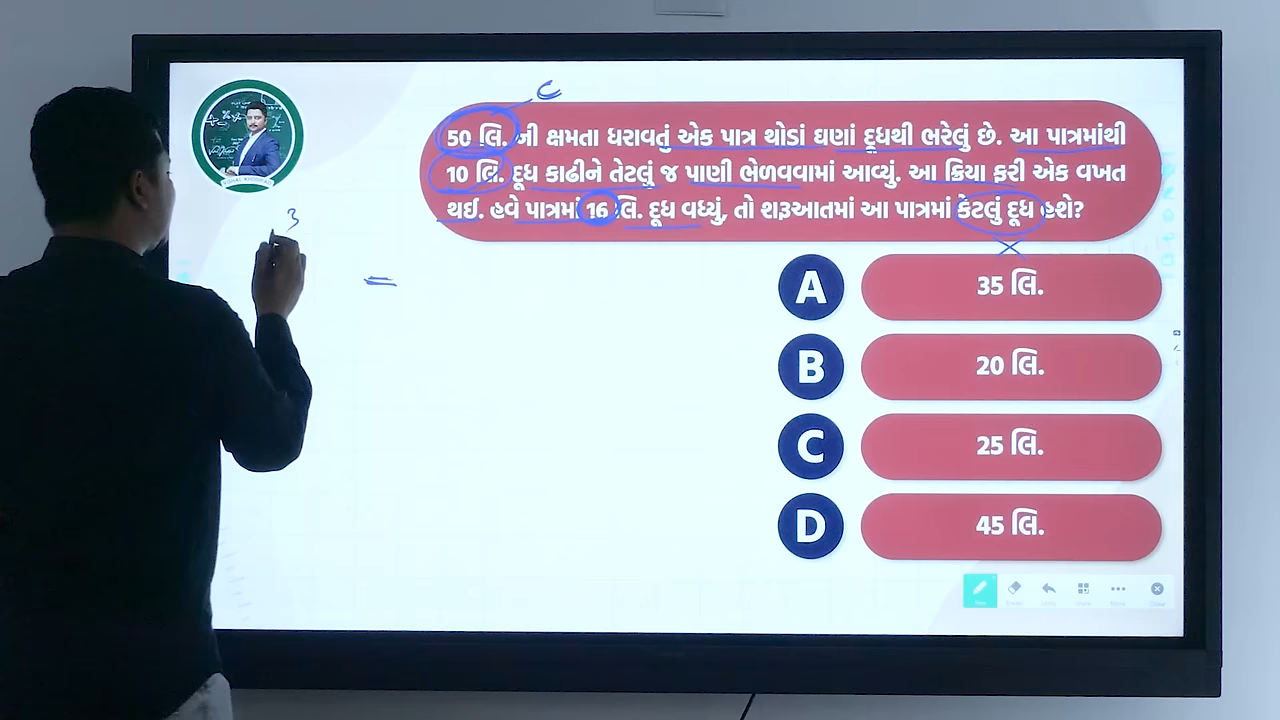 C
50 લિ. ની ક્ષમતા ધરાવતું એક પાત્ર થોડાં ઘણાં દૂધથી ભરેલું છે. આ પાત્રમાંથી
10 લિ. દૂધ કાઢીને તેટલું જ પાણી ભેળવવામાં આવ્યું. આ ક્રિયા ફરી એક વખત
થઈ. હવે પાત્રમાં 16 લિ. દૂધ વધ્યું, તો શરૂઆતમાં આ પાત્રમાં કેટલું દૂધ હશે?
x
3
=
A 35 લિ.
B 20 લિ.
C 25 લિ.
D 45 લિ.